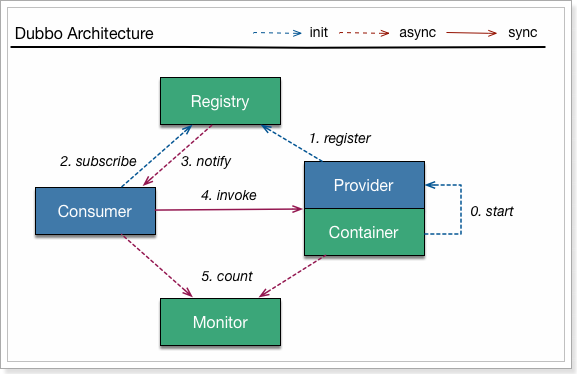 Dubbo Architecture
init
async
sync
Registry
1. register
2. subscribe
3. notify
Provider
4. invoke
Consumer
0. start
Container
5. count
Monitor